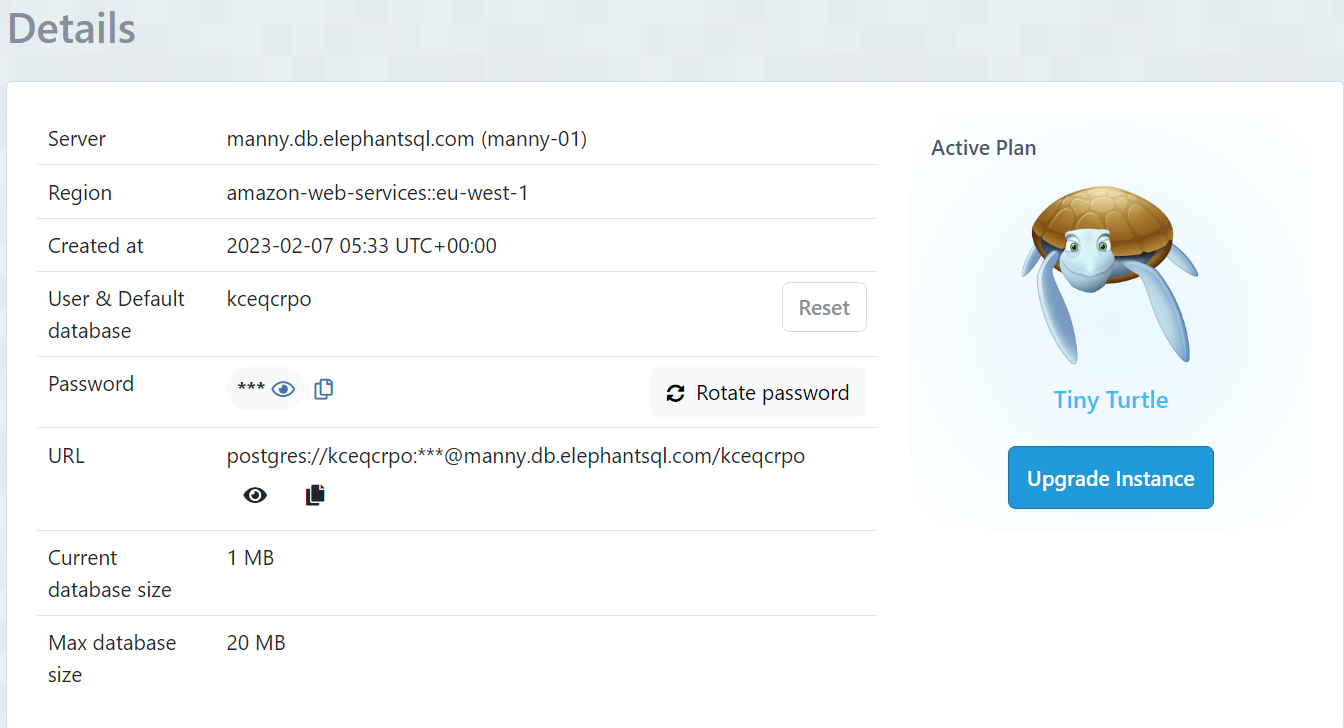 Details
Server manny.db.elephantsql.com (manny-01)
Region amazon-web-services::eu-west-1
Created at 2023-02-07 05:33 UTC+00:00
User & Default kceqcrpo Reset
database
Password *** Rotate password
URL postgres://kceqcrpo:***@manny.db.elephantsql.com/kceqcrpo
Current 1 MB
database size
Max database 20 MB
size
Active Plan
Tiny Turtle
Upgrade Instance